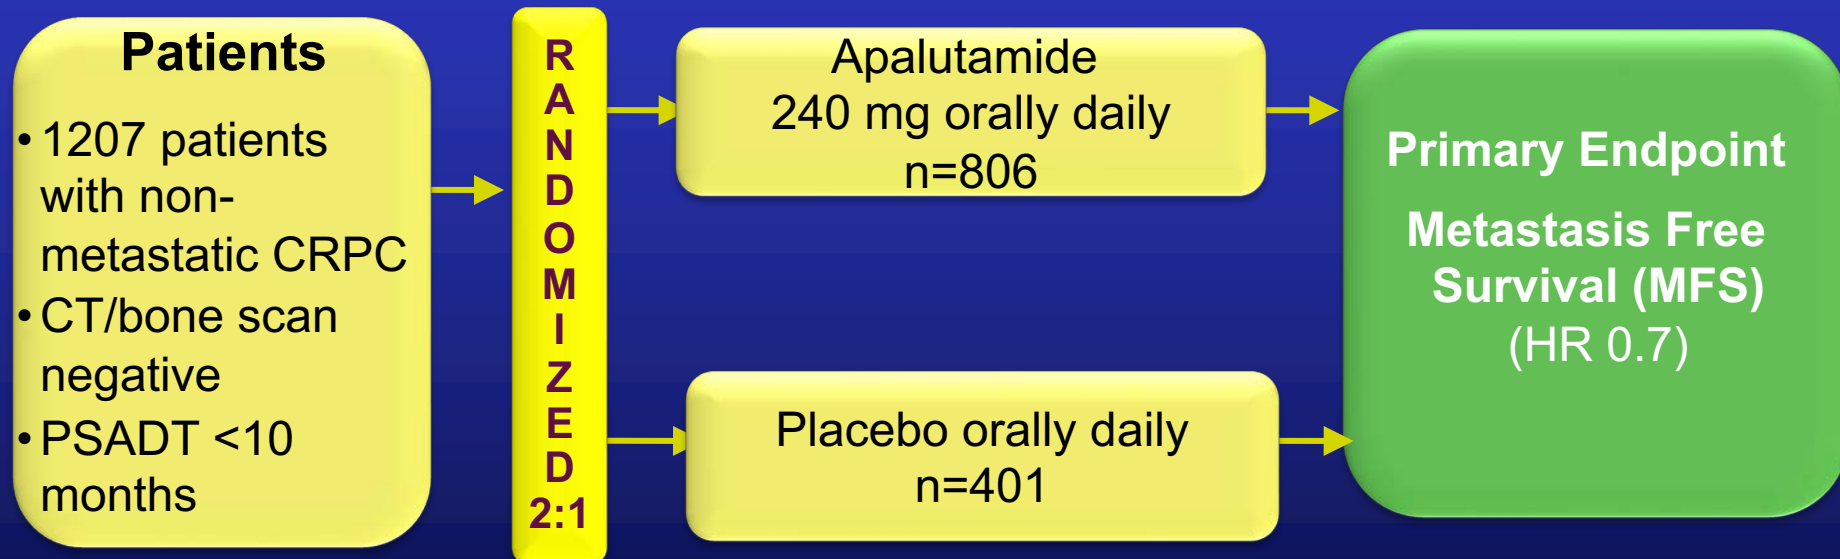 Patients
• 1207 patients
with non-
metastatic CRPC
• CT/bone scan
negative
• PSADT <10
months
R
A
N
D
O
M
I
Z
E
D
2:1
Apalutamide
240 mg orally daily
n=806
Placebo orally daily
n=401
Primary Endpoint
Metastasis Free
Survival (MFS)
(HR 0.7)